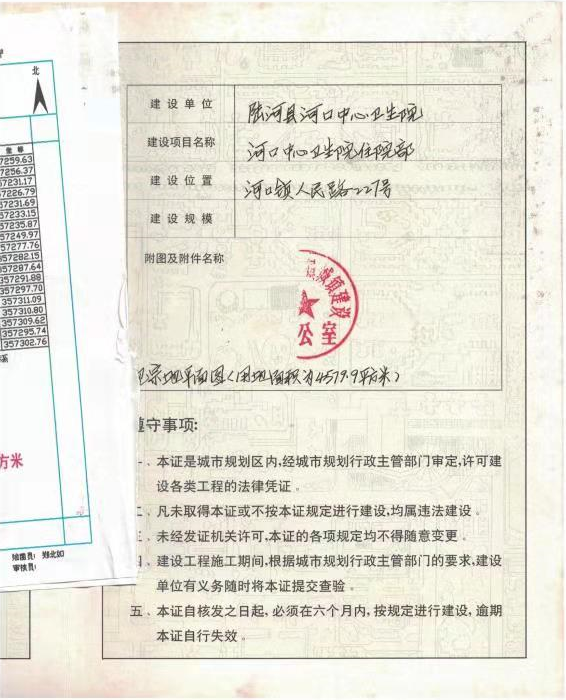 北
坐标
7259.63
7256.37
57231.17
57226.79
57231.69
57233.15
57235.87
57249.97
357277.76
357282.15
357287.64
357291.88
357297.70
357311.09
357310.80
357309.62
357295.74
357302.76
方米
绘图员:
审核员:
建设单位 陆河县河口中心卫生院
建设项目名称 河口中心卫生院住院部
建设位置 河口镇人民路227号
建设规模
附图及附件名称
城镇建设
公室
宗地平面图(用地面积为4579.9平方米)
遵守事项:
一、本证是城市规划区内,经城市规划行政主管部门审定,许可建
设各类工程的法律凭证。
二、凡未取得本证或不按本证规定进行建设,均属违法建设。
三、未经发证机关许可,本证的各项规定均不得随意变更。
四、建设工程施工期间,根据城市规划行政主管部门的要求,建设
单位有义务随时将本证提交查验。
五、本证自核发之日起,必须在六个月内,按规定进行建设,逾期
本证自行失效。